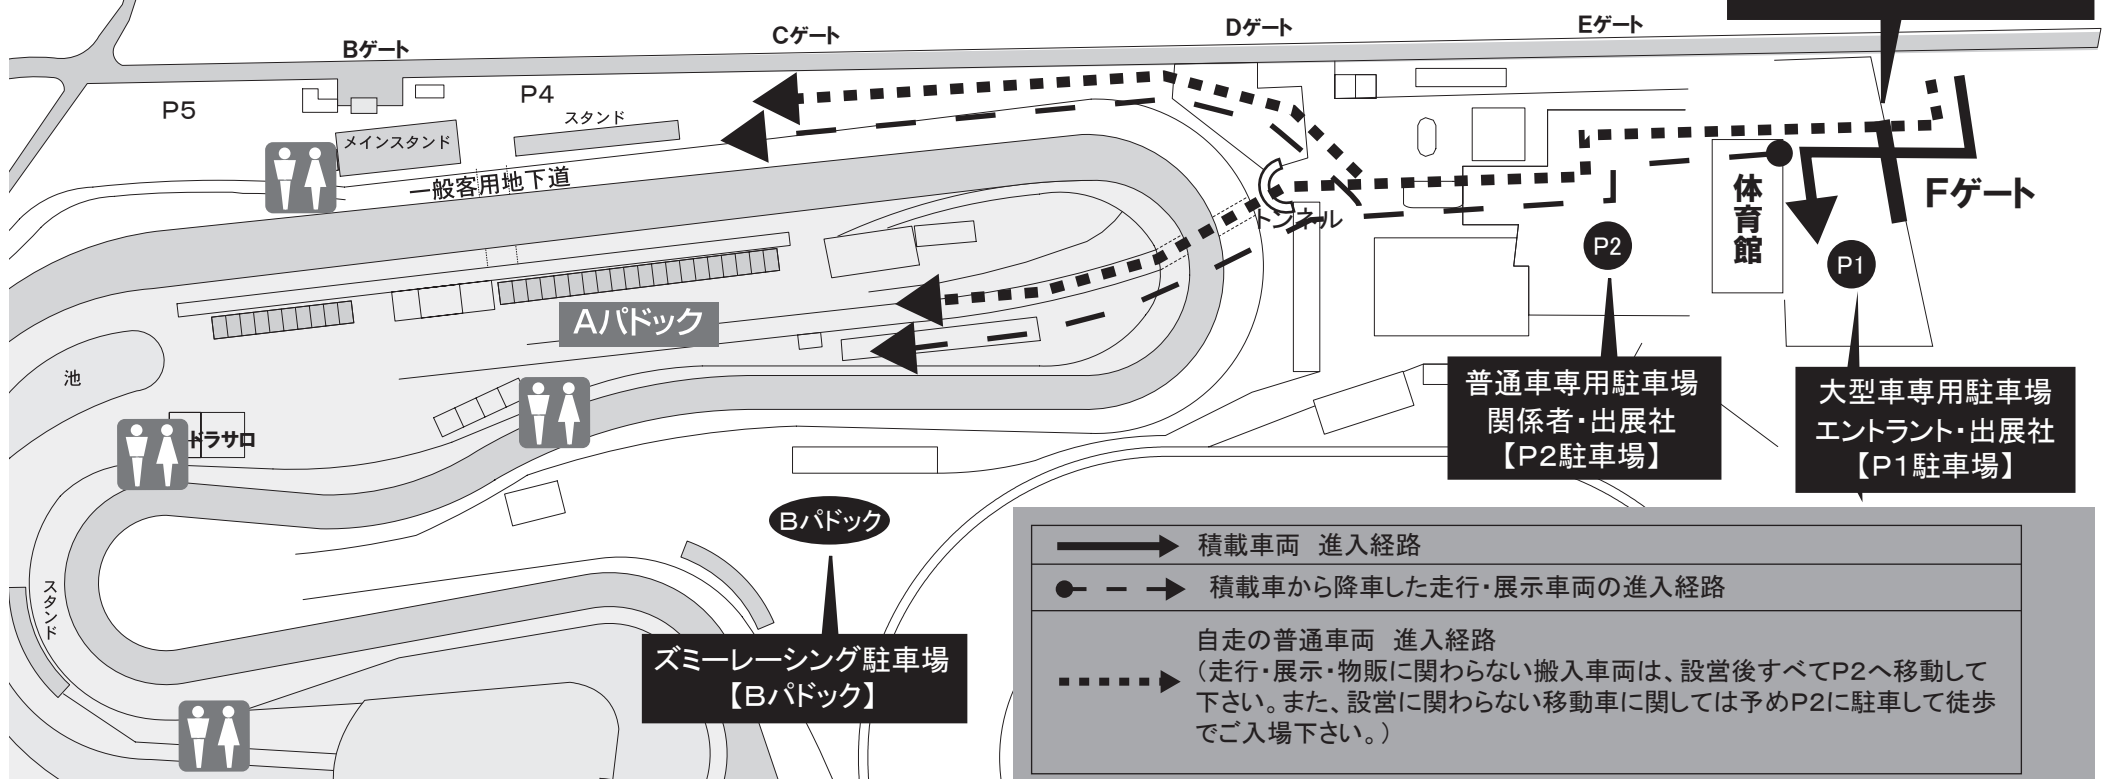 Bゲート
Cゲート
Dゲート
Eゲート
P5
P4
スタンド
メインスタンド
一般客用地下道
トンネル
体育館
Fゲート
P2
P1
Aパドック
池
ドラサロ
普通車専用駐車場
関係者・出展社
【P2駐車場】
大型車専用駐車場
エントラント・出展社
【P1駐車場】
Bパドック
スタンド
ズミーレーシング駐車場
【Bパドック】
積載車両 進入経路
積載車から降車した走行・展示車両の進入経路
自走の普通車両 進入経路
(走行・展示・物販に関わらない搬入車両は、設営後すべてP2へ移動して
下さい。また、設営に関わらない移動車に関しては予めP2に駐車して徒歩
でご入場下さい。)